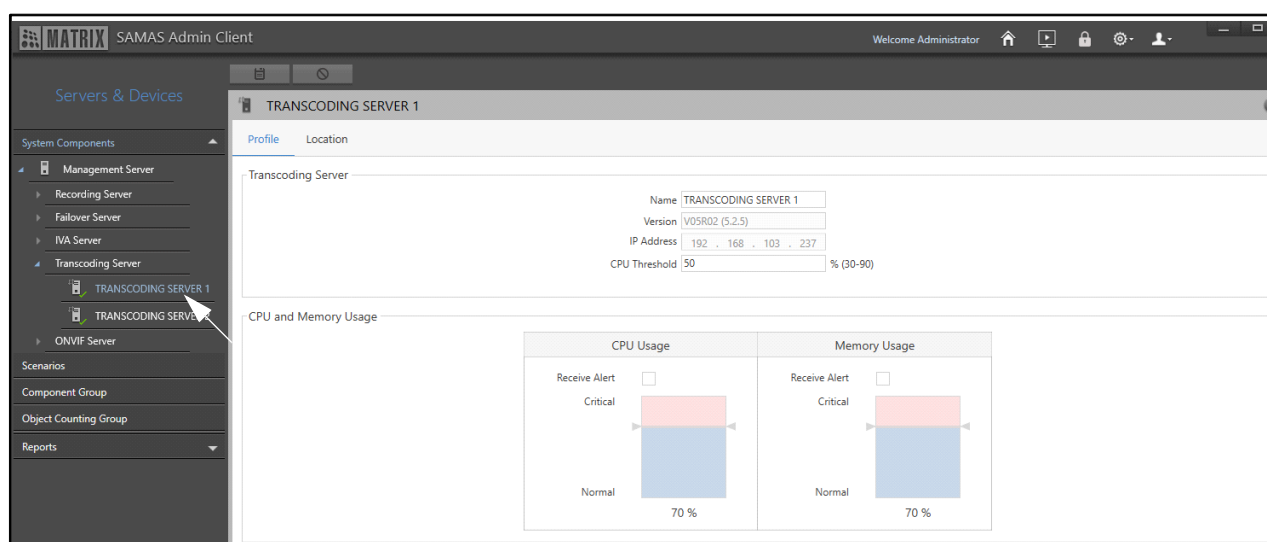 MATRIX SAMAS Admin Client
Welcome Administrator
Servers & Devices
System Components
Management Server
Recording Server
Failover Server
IVA Server
Transcoding Server
TRANSCODING SERVER 1
TRANSCODING SERVE
ONVIF Server
Scenarios
Component Group
Object Counting Group
Reports
TRANSCODING SERVER 1
Profile Location
Transcoding Server
Name TRANSCODING SERVER 1
Version V05R02 (5.2.5)
IP Address 192 . 168 . 103 . 237
CPU Threshold 50 % (30-90)
CPU and Memory Usage
CPU Usage Memory Usage
Receive Alert Receive Alert
Critical Critical
Normal Normal
70 % 70 %